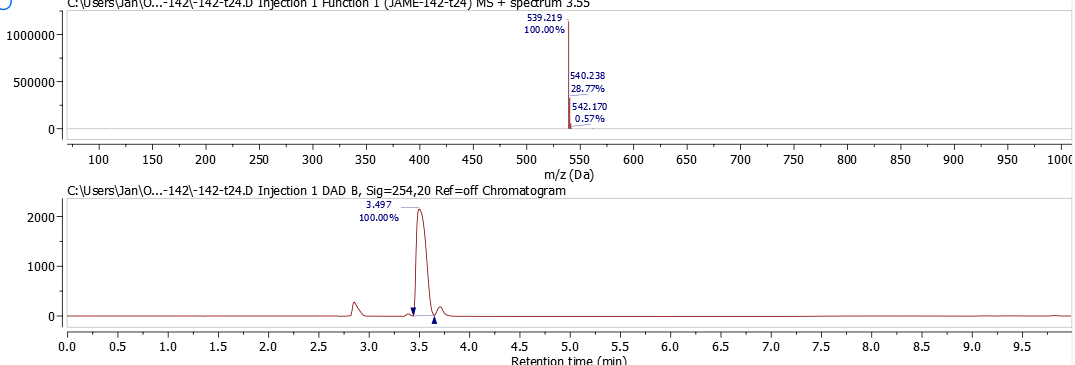 C:\Users\Jan\O...-142\-142-t24.D Injection 1 Function 1 (JAME-142-t24) MS + spectrum 3.55
539.219
100.00%
1000000
540.238
28.77%
500000
542.170
0.57%
0
100 150 200 250 300 350 400 450 500 550 600 650 700 750 800 850 900 950 1000
m/z (Da)
C:\Users\Jan\O...-142\-142-t24.D Injection 1 DAD B, Sig=254,20 Ref=off Chromatogram
3.497
100.00%
2000
1000
0
0.0 0.5 1.0 1.5 2.0 2.5 3.0 3.5 4.0 4.5 5.0 5.5 6.0 6.5 7.0 7.5 8.0 8.5 9.0 9.5
Retention time (min)